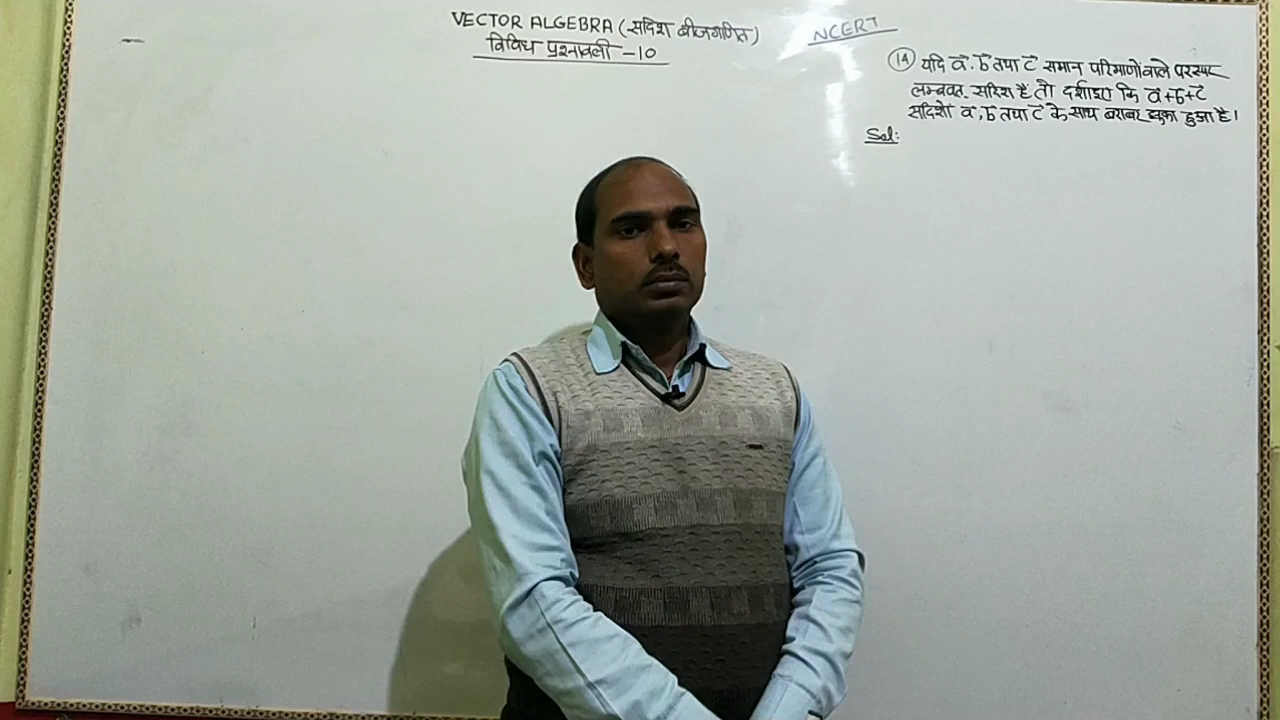 VECTOR ALGEBRA (सदिश बीजगणित)
विविध प्रश्नावली -10
NCERT
14 यदि a⃗, b⃗ तथा c⃗ समान परिमाणों वाले परस्पर
लम्बवत् सदिश हैं तो दर्शाइए कि a⃗+b⃗+c⃗
सदिशों a⃗, b⃗ तथा c⃗ के साथ बराबर झुका हुआ है।
Sol: